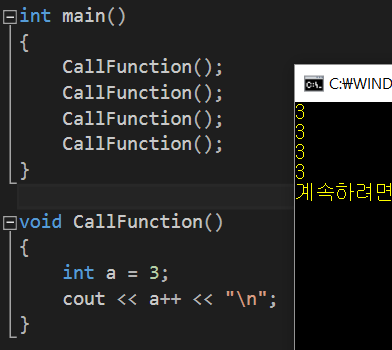 int main()
{
    CallFunction();
    CallFunction();
    CallFunction();
    CallFunction();
}
void CallFunction()
{
    int a = 3;
    cout << a++ << "\n";
}
C:\WIND
3
3
3
3
계속하려면